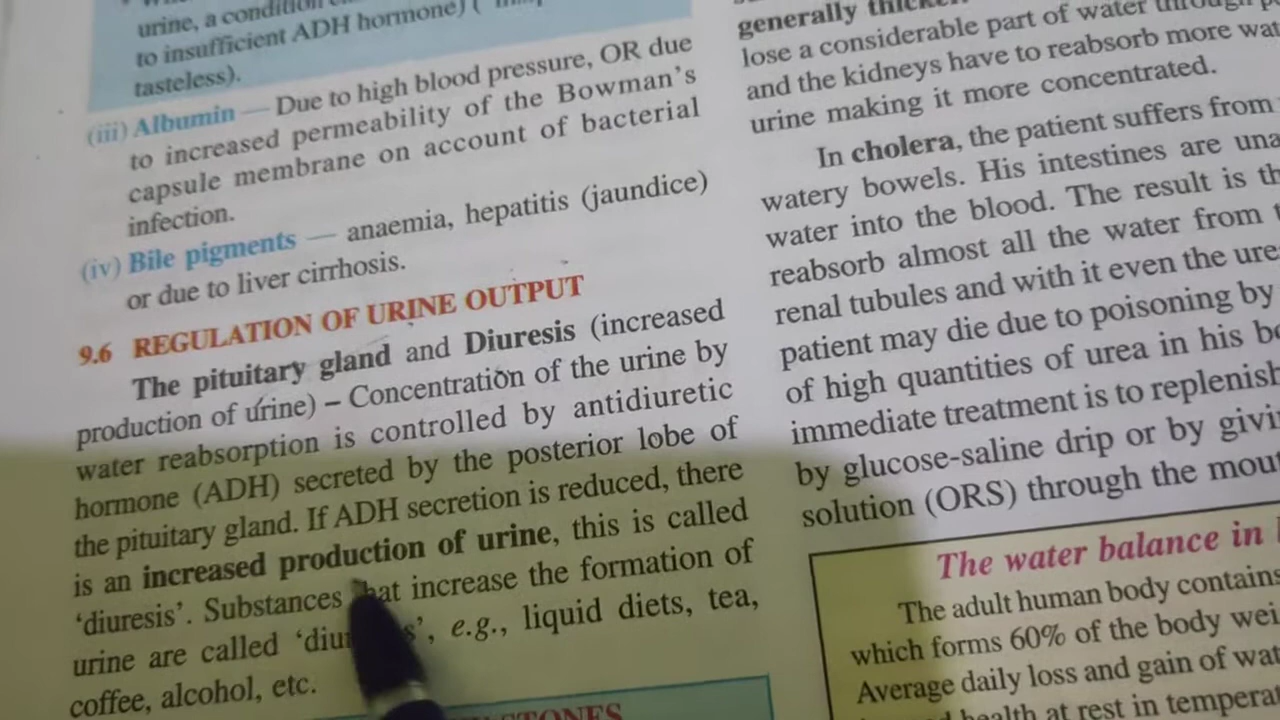 urine, a condition
to insufficient ADH hormone) (
tasteless).
(iii) Albumin — Due to high blood pressure, OR due
to increased permeability of the Bowman's
capsule membrane on account of bacterial
infection.
(iv) Bile pigments — anaemia, hepatitis (jaundice)
or due to liver cirrhosis.
9.6 REGULATION OF URINE OUTPUT
The pituitary gland and Diuresis (increased
production of urine) – Concentration of the urine by
water reabsorption is controlled by antidiuretic
hormone (ADH) secreted by the posterior lobe of
the pituitary gland. If ADH secretion is reduced, there
is an increased production of urine, this is called
'diuresis'. Substances that increase the formation of
urine are called 'diu s', e.g., liquid diets, tea,
coffee, alcohol, etc.
generally
lose a considerable part of water through
and the kidneys have to reabsorb more
urine making it more concentrated.
In cholera, the patient suffers from
watery bowels. His intestines are
water into the blood. The result is
reabsorb almost all the water from
renal tubules and with it even the
patient may die due to poisoning by
of high quantities of urea in his
immediate treatment is to replenish
by glucose-saline drip or by
solution (ORS) through the
The water balance in
The adult human body contains
which forms 60% of the body
Average daily loss and gain of
health at rest in